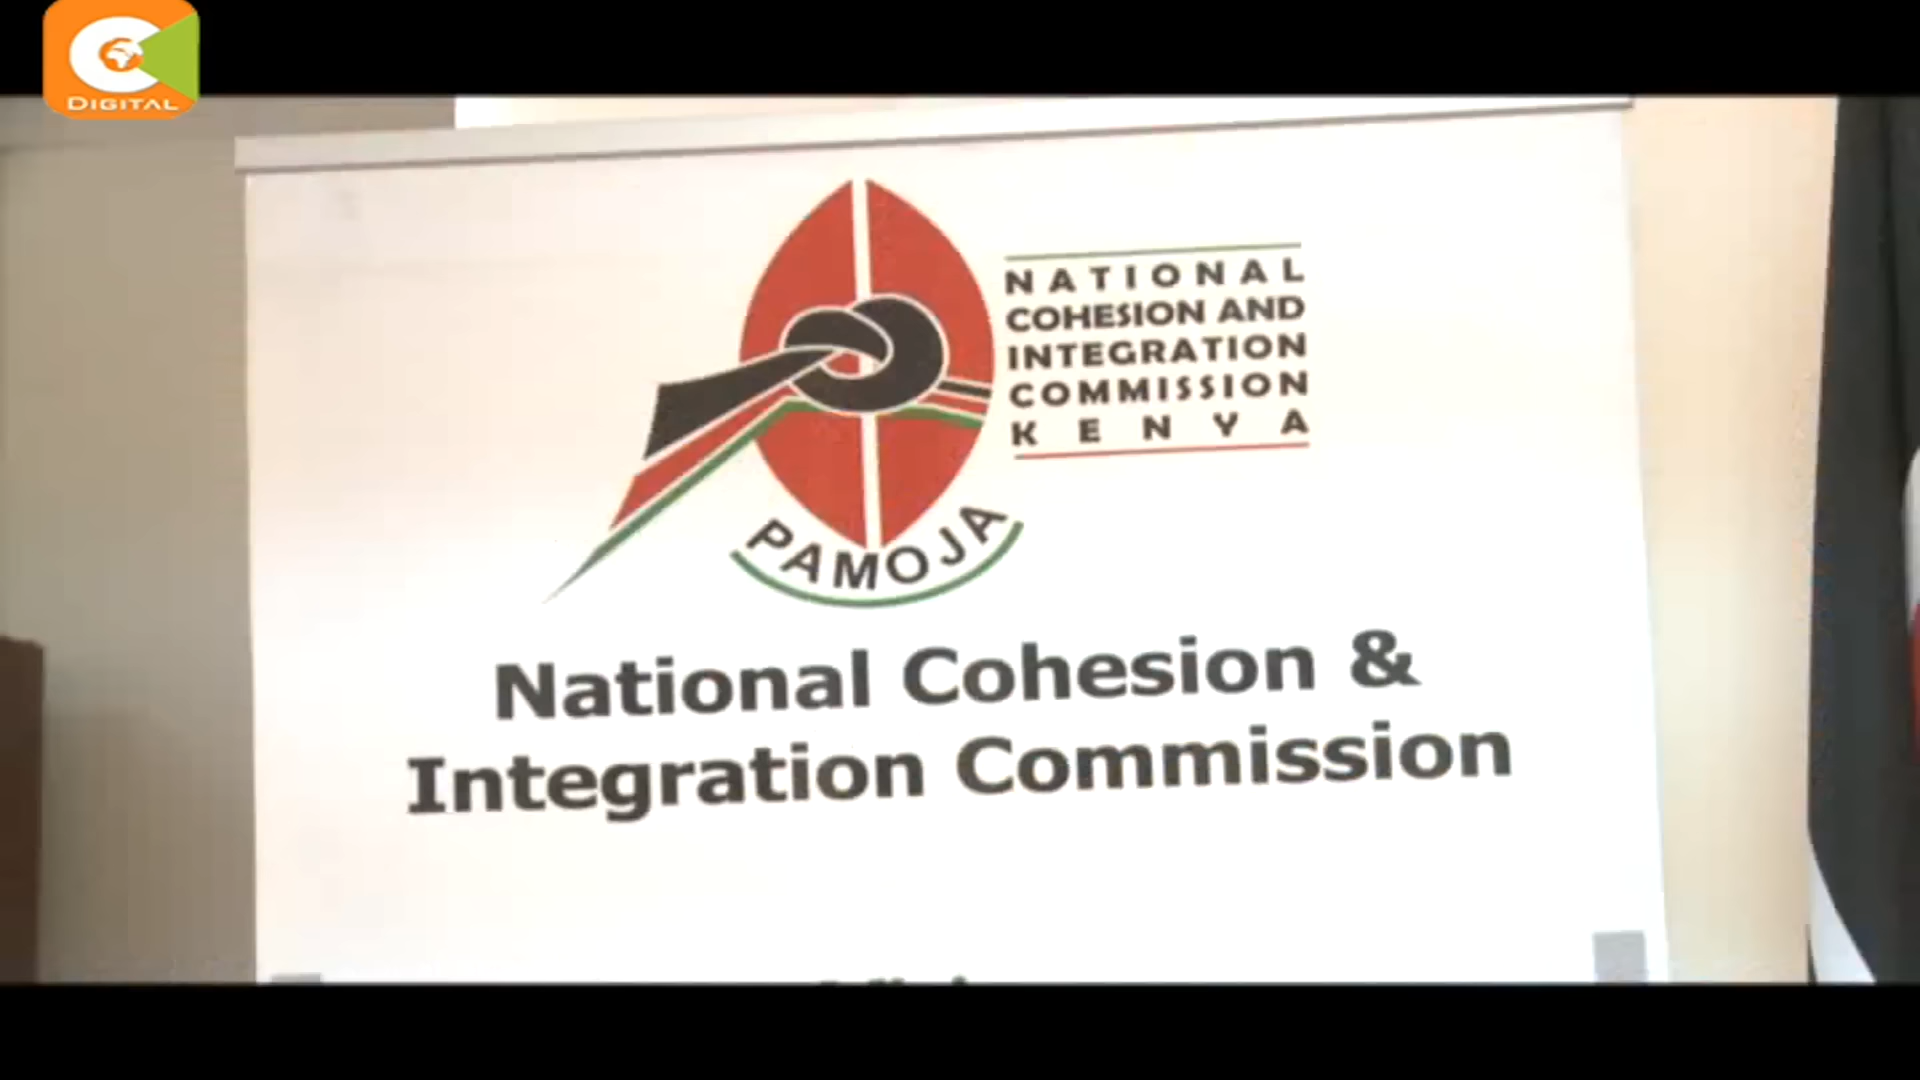 DIGITAL
NATIONAL
COHESION AND
INTEGRATION
COMMISSION
KENYA
PAMOJA
National Cohesion &
Integration Commission